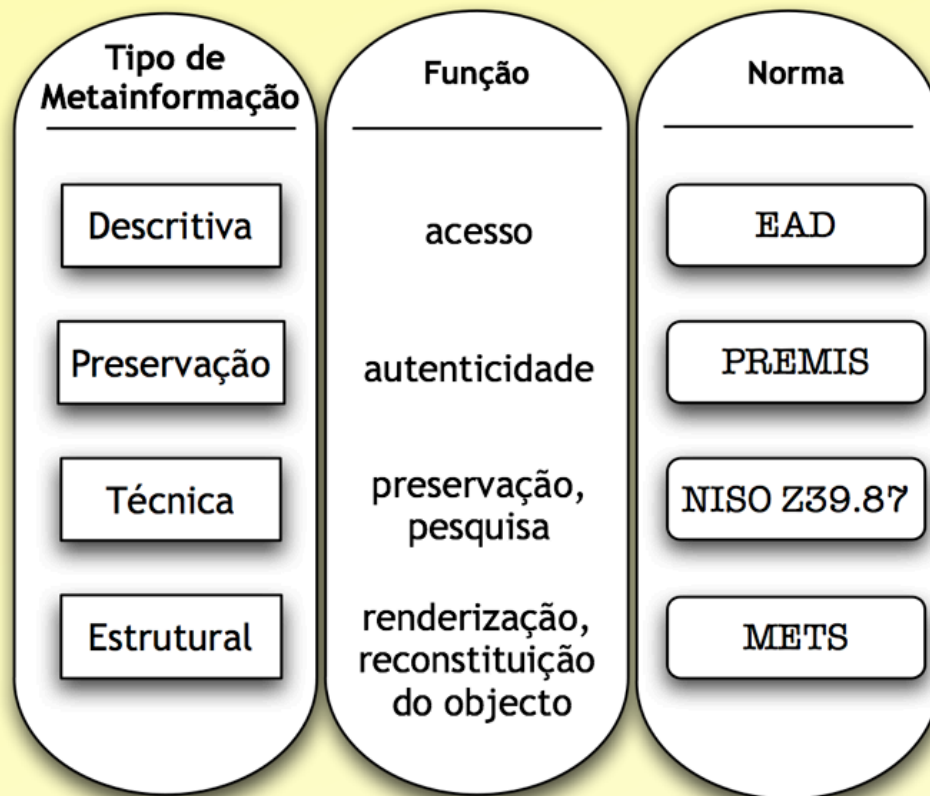 Tipo de
Metainformação
Função
Norma
Descritiva
acesso
EAD
Preservação
autenticidade
PREMIS
Técnica
preservação,
pesquisa
NISO Z39.87
Estrutural
renderização,
reconstituição
do objecto
METS